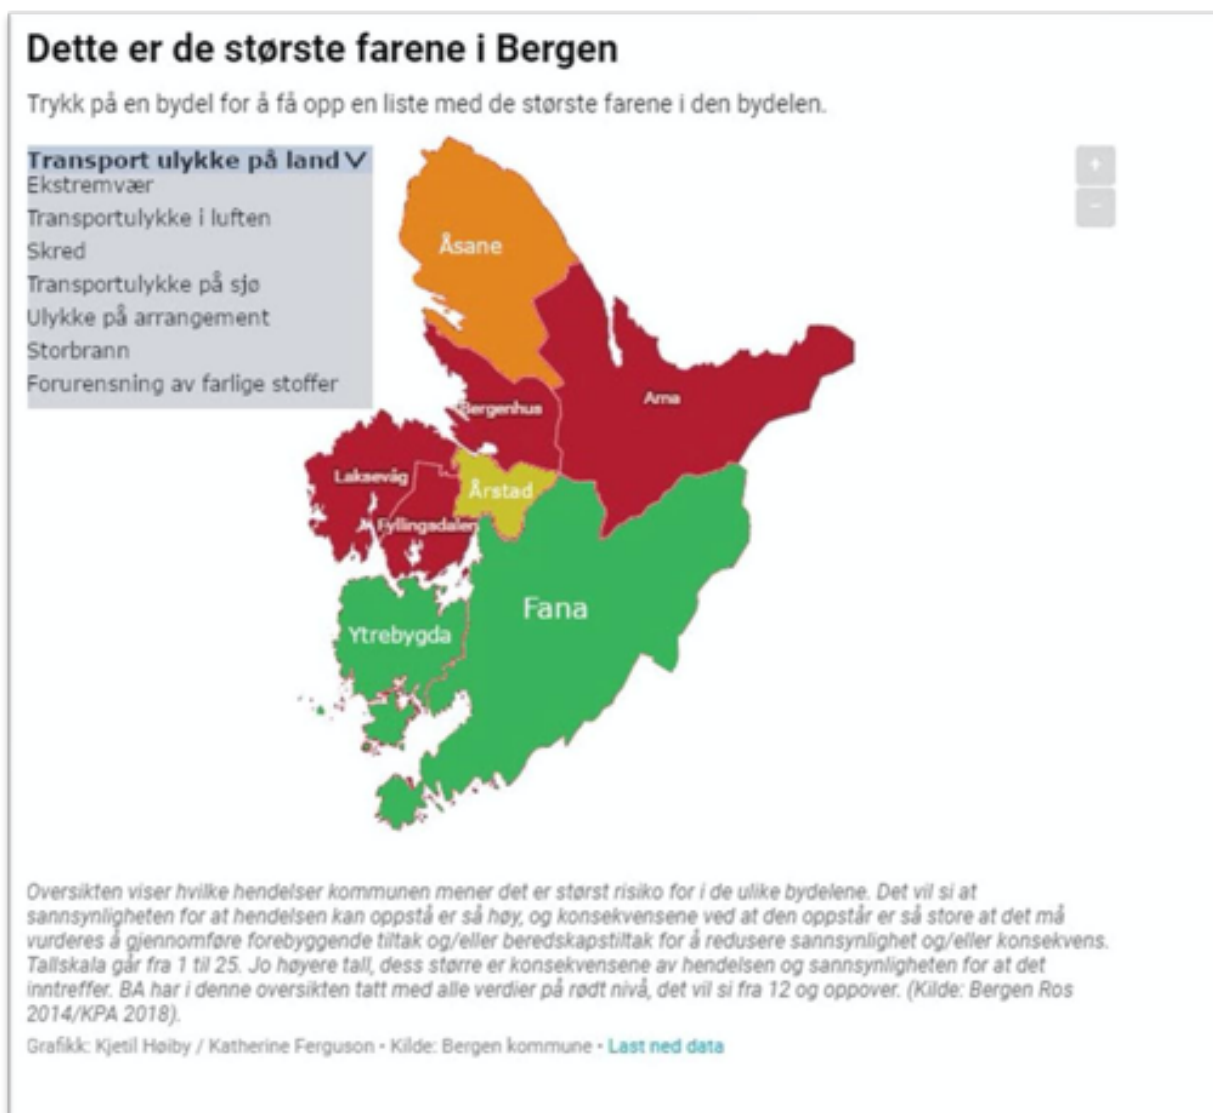 Dette er de største farene i Bergen
Trykk på en bydel for å få opp en liste med de største farene i den bydelen.
Transport ulykke på land
Ekstremvær
Transportulykke i luften
Skred
Transportulykke på sjø
Ulykke på arrangement
Storbrann
Forurensning av farlige stoffer
+
−
Åsane
Bergenhus
Arna
Laksevåg
Årstad
Fyllingsdalen
Fana
Ytrebygda
Oversikten viser hvilke hendelser kommunen mener det er størst risiko for i de ulike bydelene. Det vil si at
sannsynligheten for at hendelsen kan oppstå er så høy, og konsekvensene ved at den oppstår er så store at det må
vurderes å gjennomføre forebyggende tiltak og/eller beredskapstiltak for å redusere sannsynlighet og/eller konsekvens.
Tallskala går fra 1 til 25. Jo høyere tall, dess større er konsekvensene av hendelsen og sannsynligheten for at det
inntreffer. BA har i denne oversikten tatt med alle verdier på rødt nivå, det vil si fra 12 og oppover. (Kilde: Bergen Ros
2014/KPA 2018).
Grafikk: Kjetil Høiby / Katherine Ferguson • Kilde: Bergen kommune • Last ned data